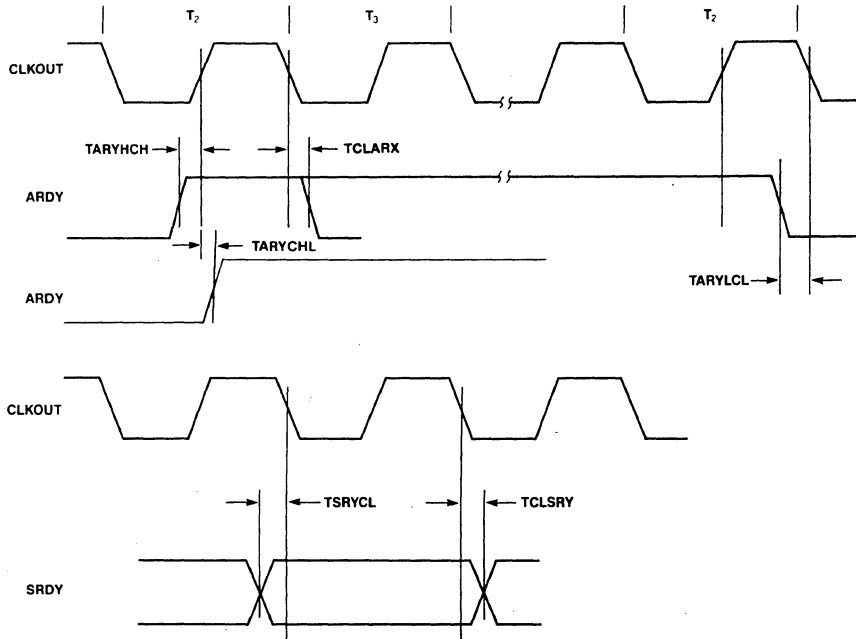 T2 T3 T2
CLKOUT
TARYHCH TCLARX
ARDY
TARYCHL
TARYLCL
ARDY
CLKOUT
TSRYCL TCLSRY
SRDY